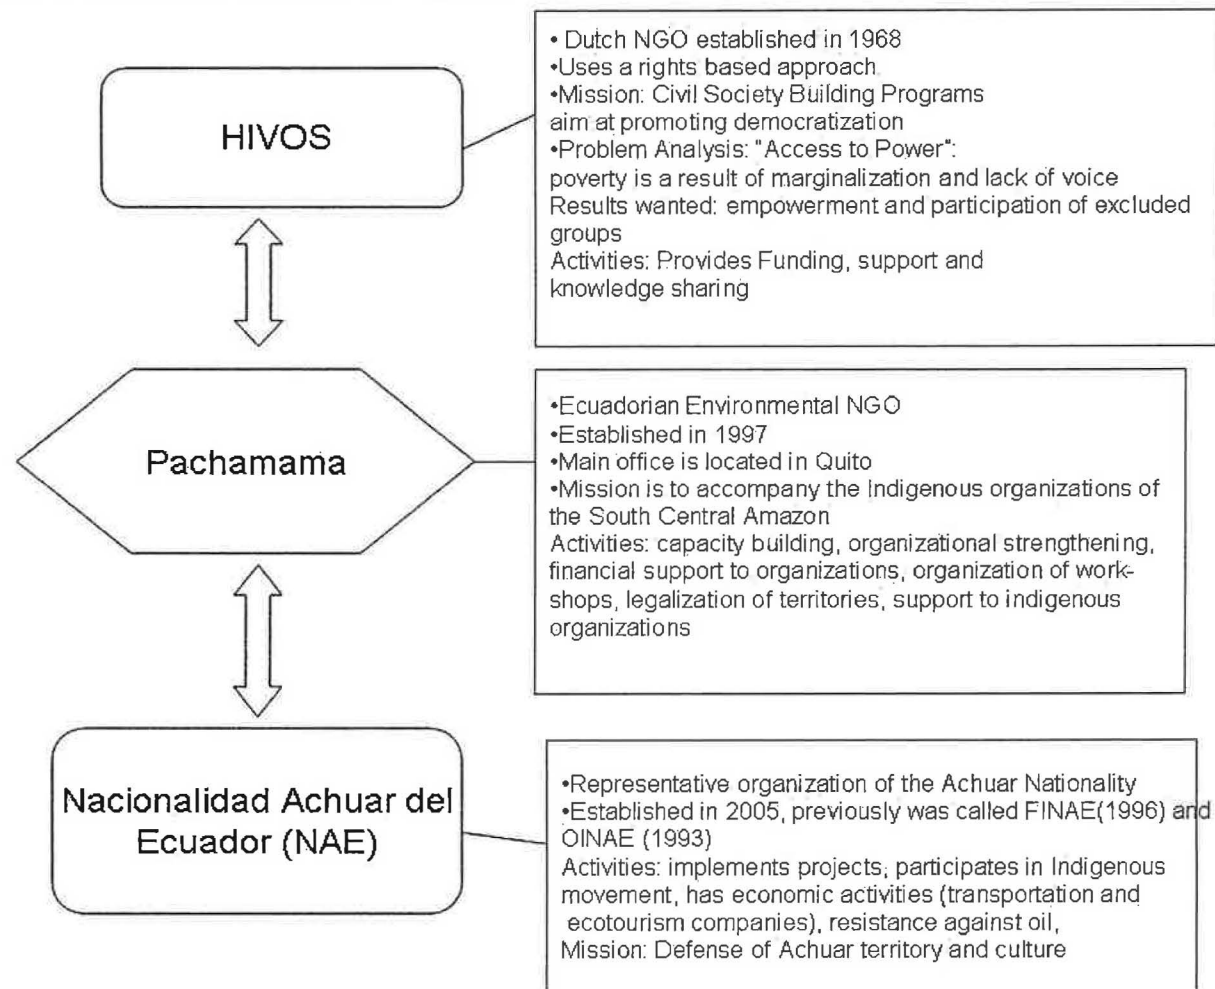 HIVOS
• Dutch NGO established in 1968
•Uses a rights based approach
•Mission: Civil Society Building Programs
aim at promoting democratization
•Problem Analysis: "Access to Power":
poverty is a result of marginalization and lack of voice
Results wanted: empowerment and participation of excluded
groups
Activities: Provides Funding, support and
knowledge sharing
Pachamama
•Ecuadorian Environmental NGO
•Established in 1997
•Main office is located in Quito
•Mission is to accompany the Indigenous organizations of
the South Central Amazon
Activities: capacity building, organizational strengthening,
financial support to organizations, organization of work-
shops, legalization of territories, support to indigenous
organizations
Nacionalidad Achuar del
Ecuador (NAE)
•Representative organization of the Achuar Nationality
•Established in 2005, previously was called FINAE(1996) and
OINAE (1993)
Activities: implements projects, participates in Indigenous
movement, has economic activities (transportation and
ecotourism companies), resistance against oil,
Mission: Defense of Achuar territory and culture